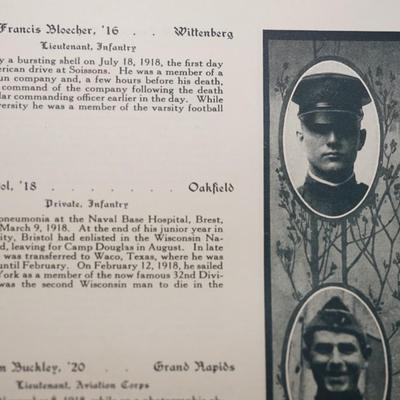 Francis Bloecher, '16 . . Wittenberg
Lieutenant, Infantry
y a bursting shell on July 18, 1918, the first day
erican drive at Soissons. He was a member of a
un company and, a few hours before his death,
command of the company following the death
lar commanding officer earlier in the day. While
versity he was a member of the varsity football
ol, '18 . . . . . . . Oakfield
Private, Infantry
pneumonia at the Naval Base Hospital, Brest,
March 9, 1918. At the end of his junior year in
ity, Bristol had enlisted in the Wisconsin Na-
d, leaving for Camp Douglas in August. In late
was transferred to Waco, Texas, where he was
until February. On February 12, 1918, he sailed
York as a member of the now famous 32nd Divi-
was the second Wisconsin man to die in the
n Buckley, '20 . . Grand Rapids
Lieutenant, Aviation Corps